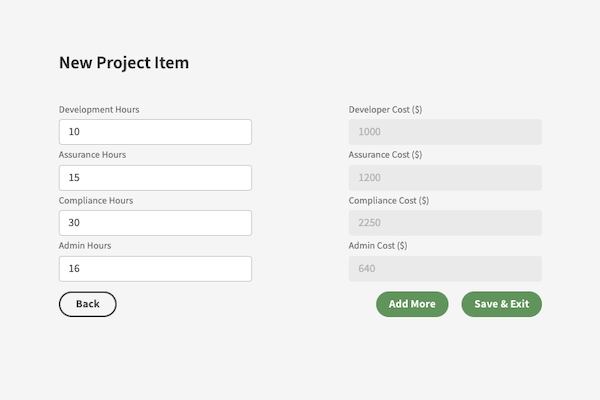 New Project Item
Development Hours
Developer Cost ($)
10
1000
Assurance Hours
Assurance Cost ($)
15
1200
Compliance Hours
Compliance Cost ($)
30
2250
Admin Hours
Admin Cost ($)
16
640
Back
Add More
Save & Exit